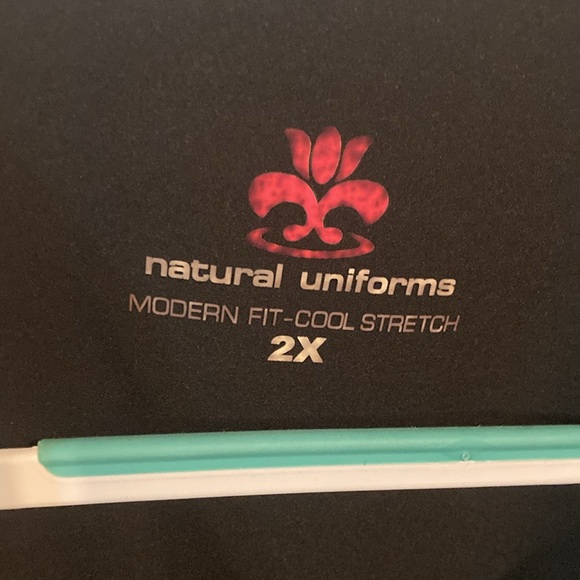 natural uniforms
MODERN FIT-COOL STRETCH
2X